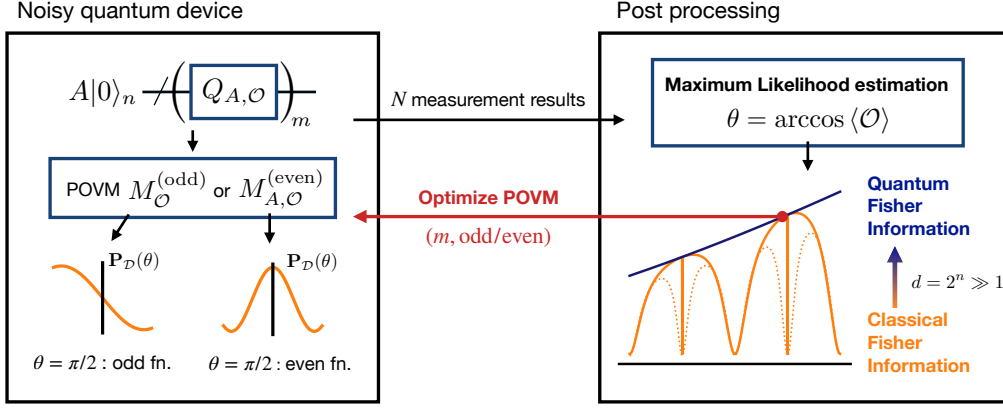 Noisy quantum device
A|0⟩ₙ ( Q_{A,𝒪} )ₘ
POVM M_𝒪^{(odd)} or M_{A,𝒪}^{(even)}
P_𝒟(θ)
P_𝒟(θ)
θ = π/2 : odd fn.
θ = π/2 : even fn.
N measurement results
Optimize POVM
(m, odd/even)
Post processing
Maximum Likelihood estimation
θ = arccos ⟨𝒪⟩
Quantum
Fisher
Information
d = 2ⁿ ≫ 1
Classical
Fisher
Information